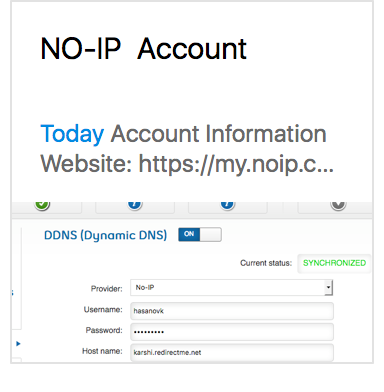 NO-IP Account
Today Account Information
Website: https://my.noip.c...
DDNS (Dynamic DNS) ON
Current status: SYNCHRONIZED
Provider: No-IP
Username: hasanovk
Password: •••••••••
Host name: karshi.redirectme.net